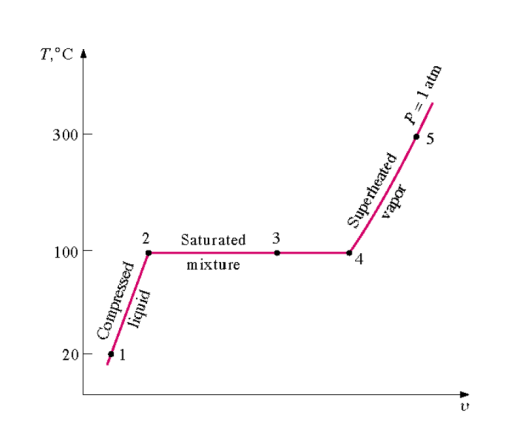 T,°C
P = 1 atm
300
5
Superheated
vapor
2
Saturated
3
100
mixture
4
Compressed
liquid
20
1
v